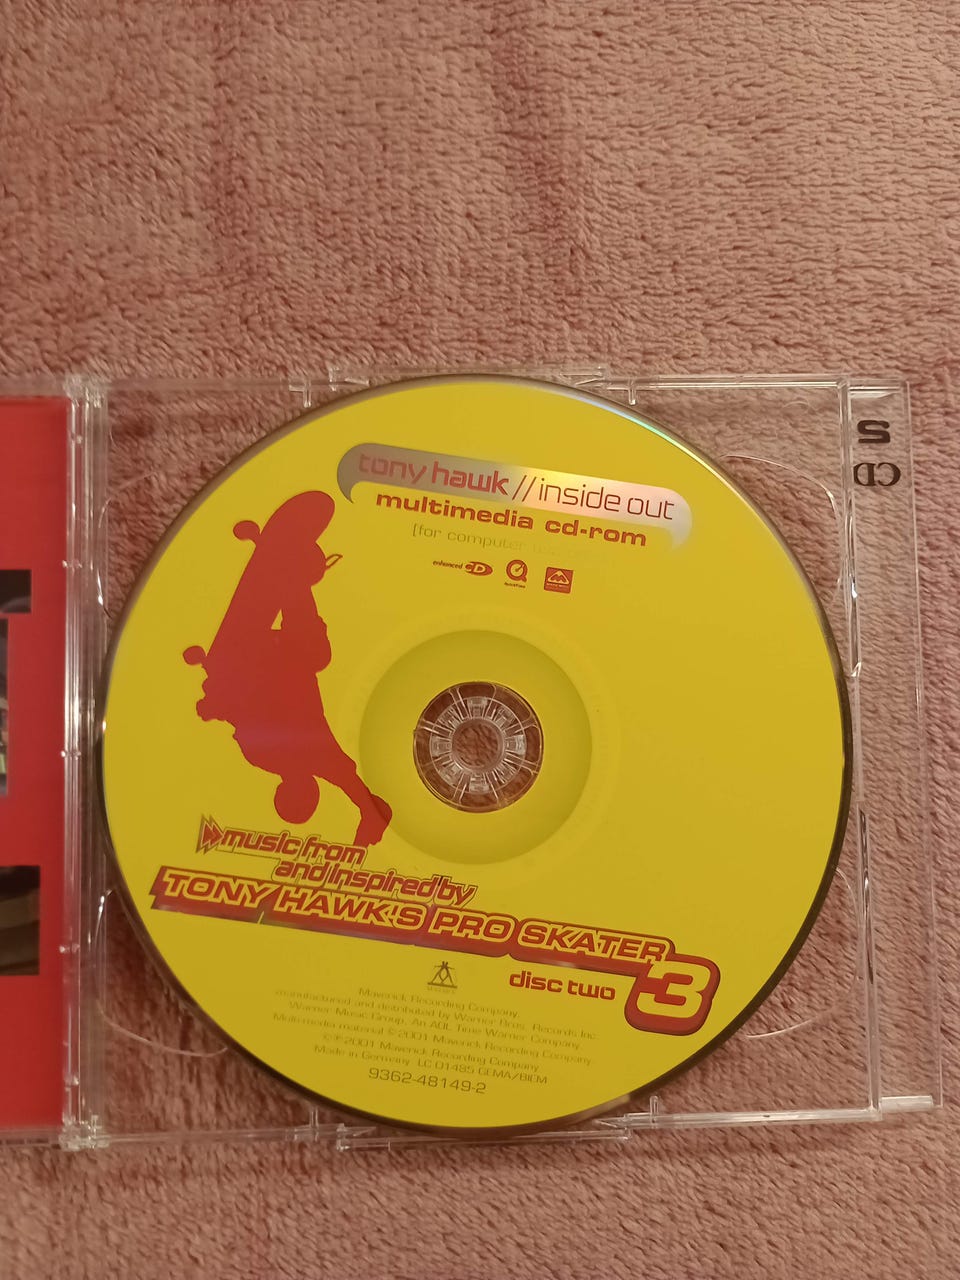 tony hawk//inside out
multimedia cd-rom
[for computer
enhanced CD
QuickTime
music from
and inspired by
TONY HAWK'S PRO SKATER
3
disc two
Maverick Recording Company,
manufactured and distributed by Warner Bros. Records Inc.
Warner Music Group. An AOL Time Warner Company.
Multi-media material ©2001 Maverick Recording Company
©℗2001 Maverick Recording Company
Made in Germany LC 01485 GEMA/BIEM
9362-48149-2
2
CD